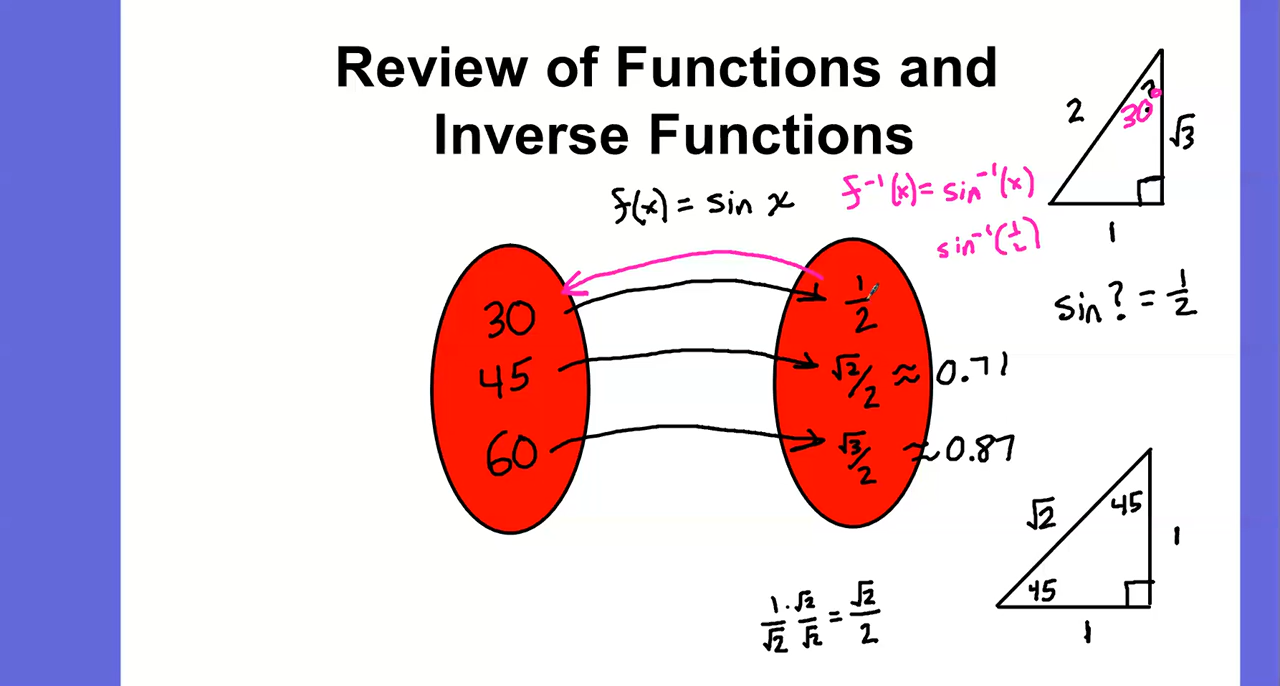 Review of Functions and
Inverse Functions
f(x) = sin x
f⁻¹(x) = sin⁻¹(x)
sin⁻¹(1/2)
2
?
30°
√3
1
sin ? = 1/2
30
45
60
1/2
√2/2 ≈ 0.71
√3/2 ≈ 0.87
√2
45
1
45
1
1/√2 · √2/√2 = √2/2